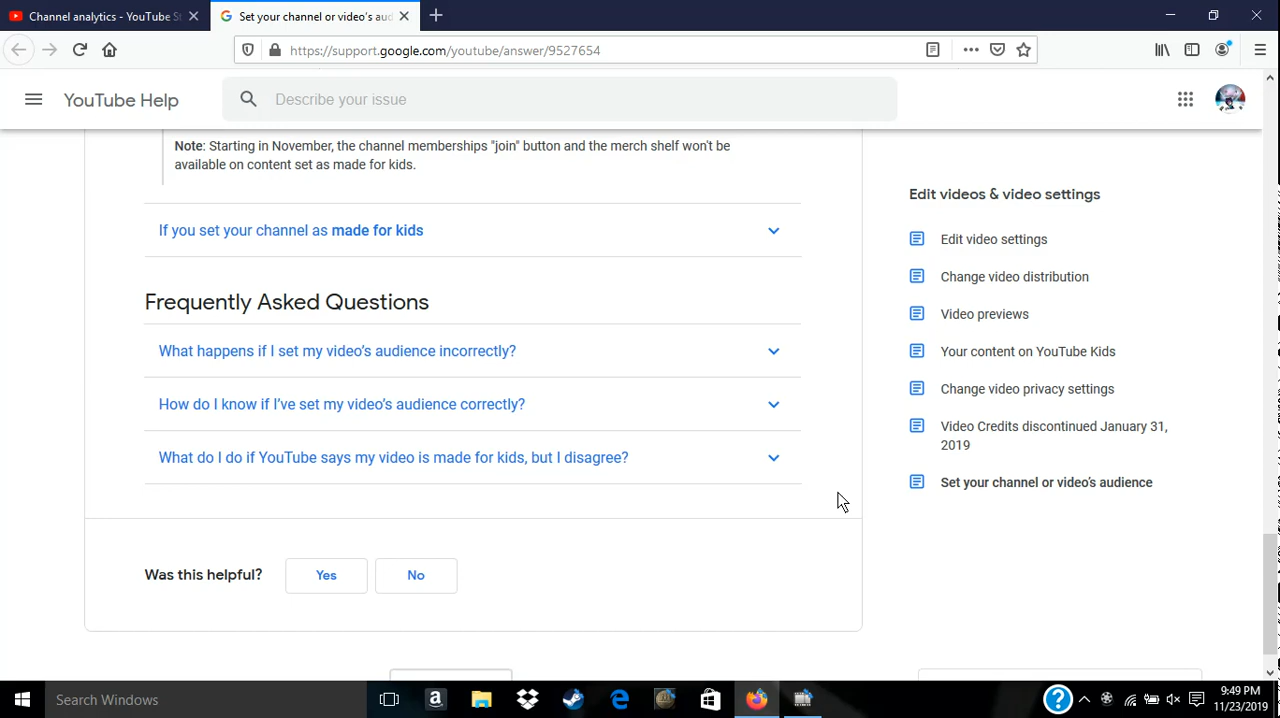 Channel analytics - YouTube St
Set your channel or video's aud
https://support.google.com/youtube/answer/9527654
YouTube Help
Describe your issue
Note: Starting in November, the channel memberships "join" button and the merch shelf won't be
available on content set as made for kids.
If you set your channel as made for kids
Frequently Asked Questions
What happens if I set my video's audience incorrectly?
How do I know if I've set my video's audience correctly?
What do I do if YouTube says my video is made for kids, but I disagree?
Was this helpful?
Yes
No
Edit videos & video settings
Edit video settings
Change video distribution
Video previews
Your content on YouTube Kids
Change video privacy settings
Video Credits discontinued January 31,
2019
Set your channel or video's audience
Search Windows
9:49 PM
11/23/2019